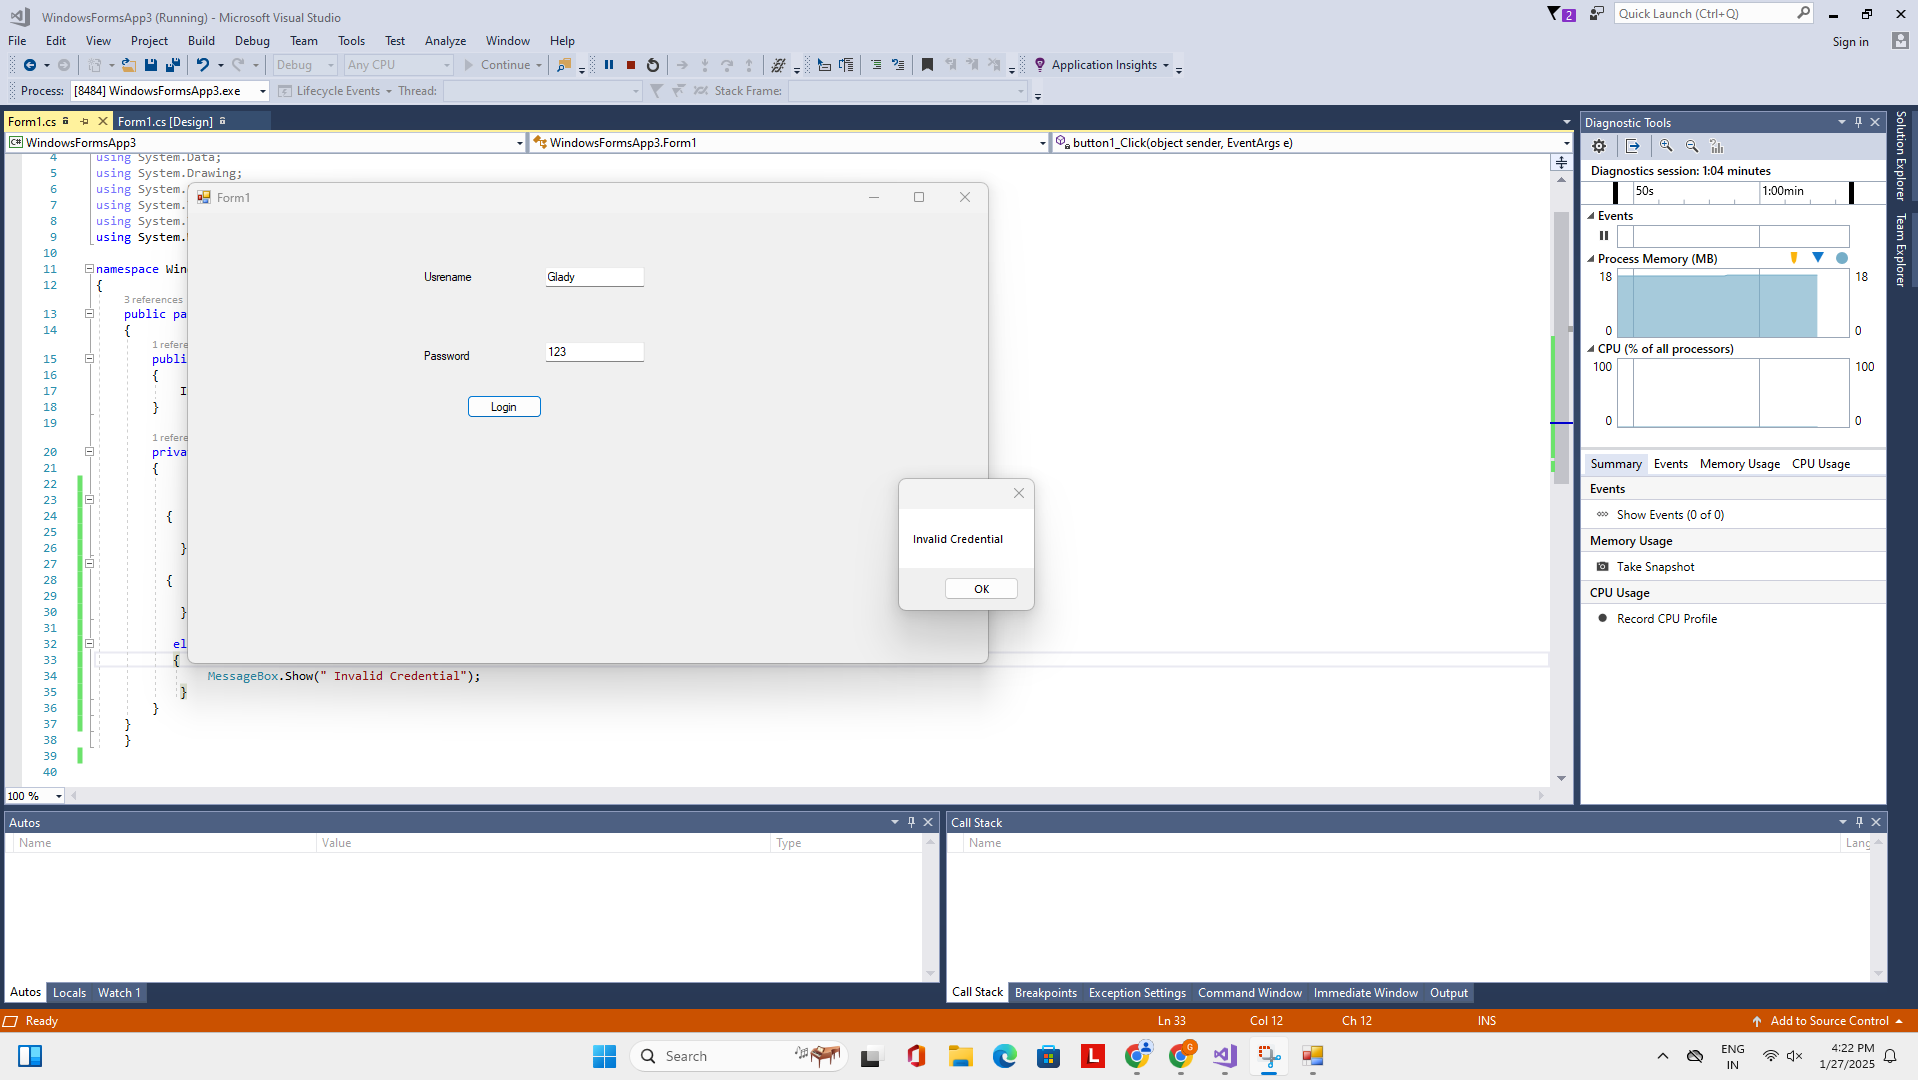 WindowsFormsApp3 (Running) - Microsoft Visual Studio
2
Quick Launch (Ctrl+Q)
File Edit View Project Build Debug Team Tools Test Analyze Window Help
Sign in
Debug Any CPU Continue Application Insights
Process: [8484] WindowsFormsApp3.exe Lifecycle Events Thread: Stack Frame:
Form1.cs Form1.cs [Design]
C# WindowsFormsApp3 WindowsFormsApp3.Form1 button1_Click(object sender, EventArgs e)
4 using System.Data;
5 using System.Drawing;
6 using System.
7 using System.
8 using System.
9 using System.
10
11 namespace Win
12 {
3 references
13 public pa
14 {
1 refere
15 publi
16 {
17 I
18 }
19
1 refere
20 priva
21 {
22
23
24 {
25
26 }
27
28 {
29
30 }
31
32 el
33 {
34 MessageBox.Show(" Invalid Credential");
35 }
36 }
37 }
38 }
39
40
100 %
Form1
Usrename Glady
Password 123
Login
Invalid Credential
OK
Diagnostic Tools
Diagnostics session: 1:04 minutes
50s 1:00min
Events
Process Memory (MB)
18 18
0 0
CPU (% of all processors)
100 100
0 0
Summary Events Memory Usage CPU Usage
Events
Show Events (0 of 0)
Memory Usage
Take Snapshot
CPU Usage
Record CPU Profile
Solution Explorer
Team Explorer
Autos
Name Value Type
Autos Locals Watch 1
Call Stack
Name Lang
Call Stack Breakpoints Exception Settings Command Window Immediate Window Output
Ready Ln 33 Col 12 Ch 12 INS Add to Source Control
Search
L
G
ENG
IN
4:22 PM
1/27/2025